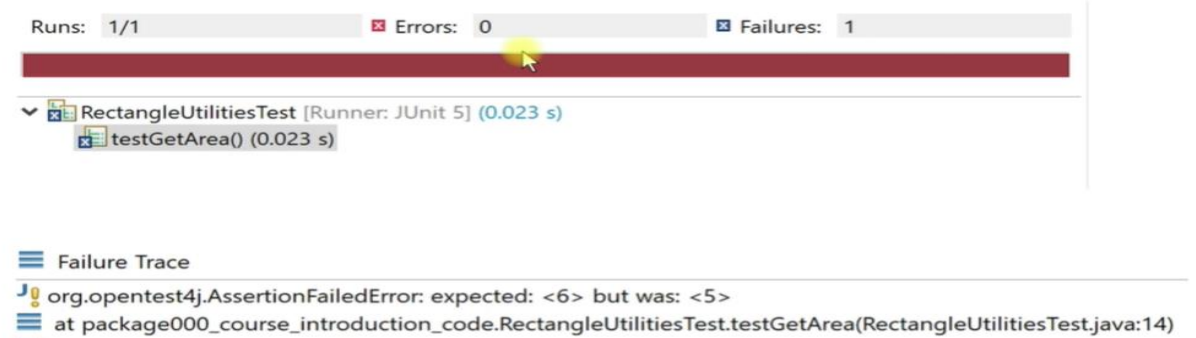 Runs: 1/1 Errors: 0 Failures: 1
RectangleUtilitiesTest [Runner: JUnit 5] (0.023 s)
testGetArea() (0.023 s)
Failure Trace
org.opentest4j.AssertionFailedError: expected: <6> but was: <5>
at package000_course_introduction_code.RectangleUtilitiesTest.testGetArea(RectangleUtilitiesTest.java:14)